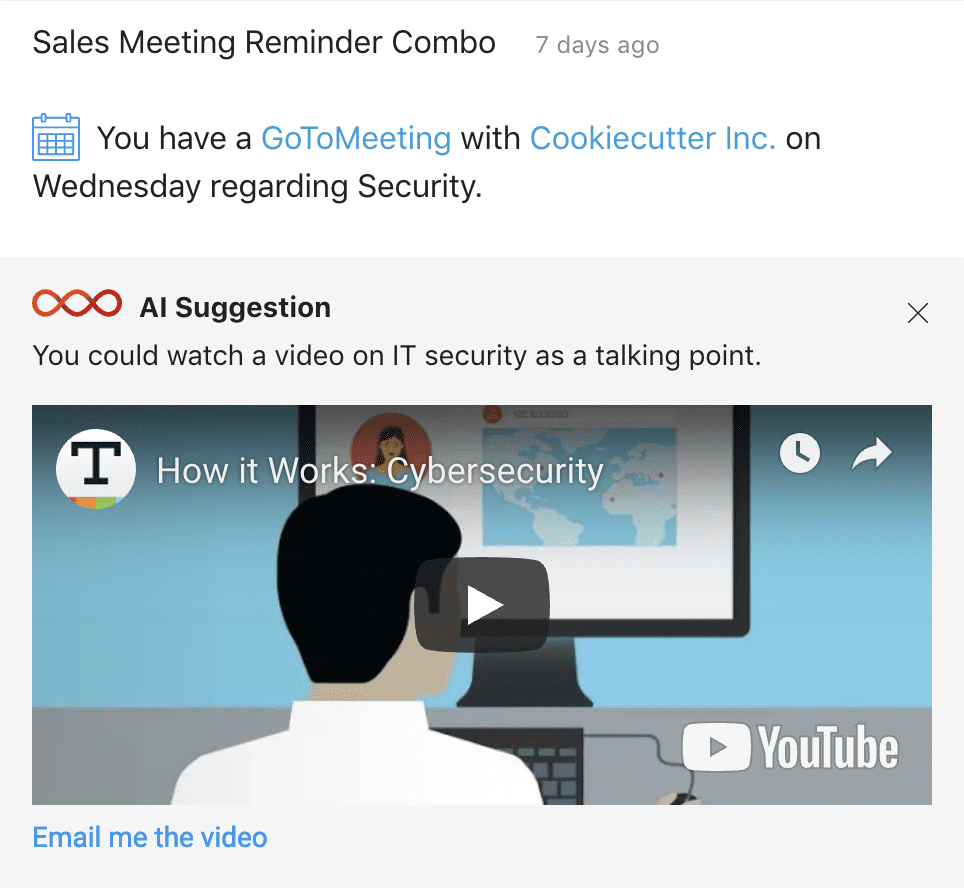 Sales Meeting Reminder Combo 7 days ago
You have a GoToMeeting with Cookiecutter Inc. on
Wednesday regarding Security.
AI Suggestion
You could watch a video on IT security as a talking point.
T
How it Works: Cybersecurity
YouTube
Email me the video